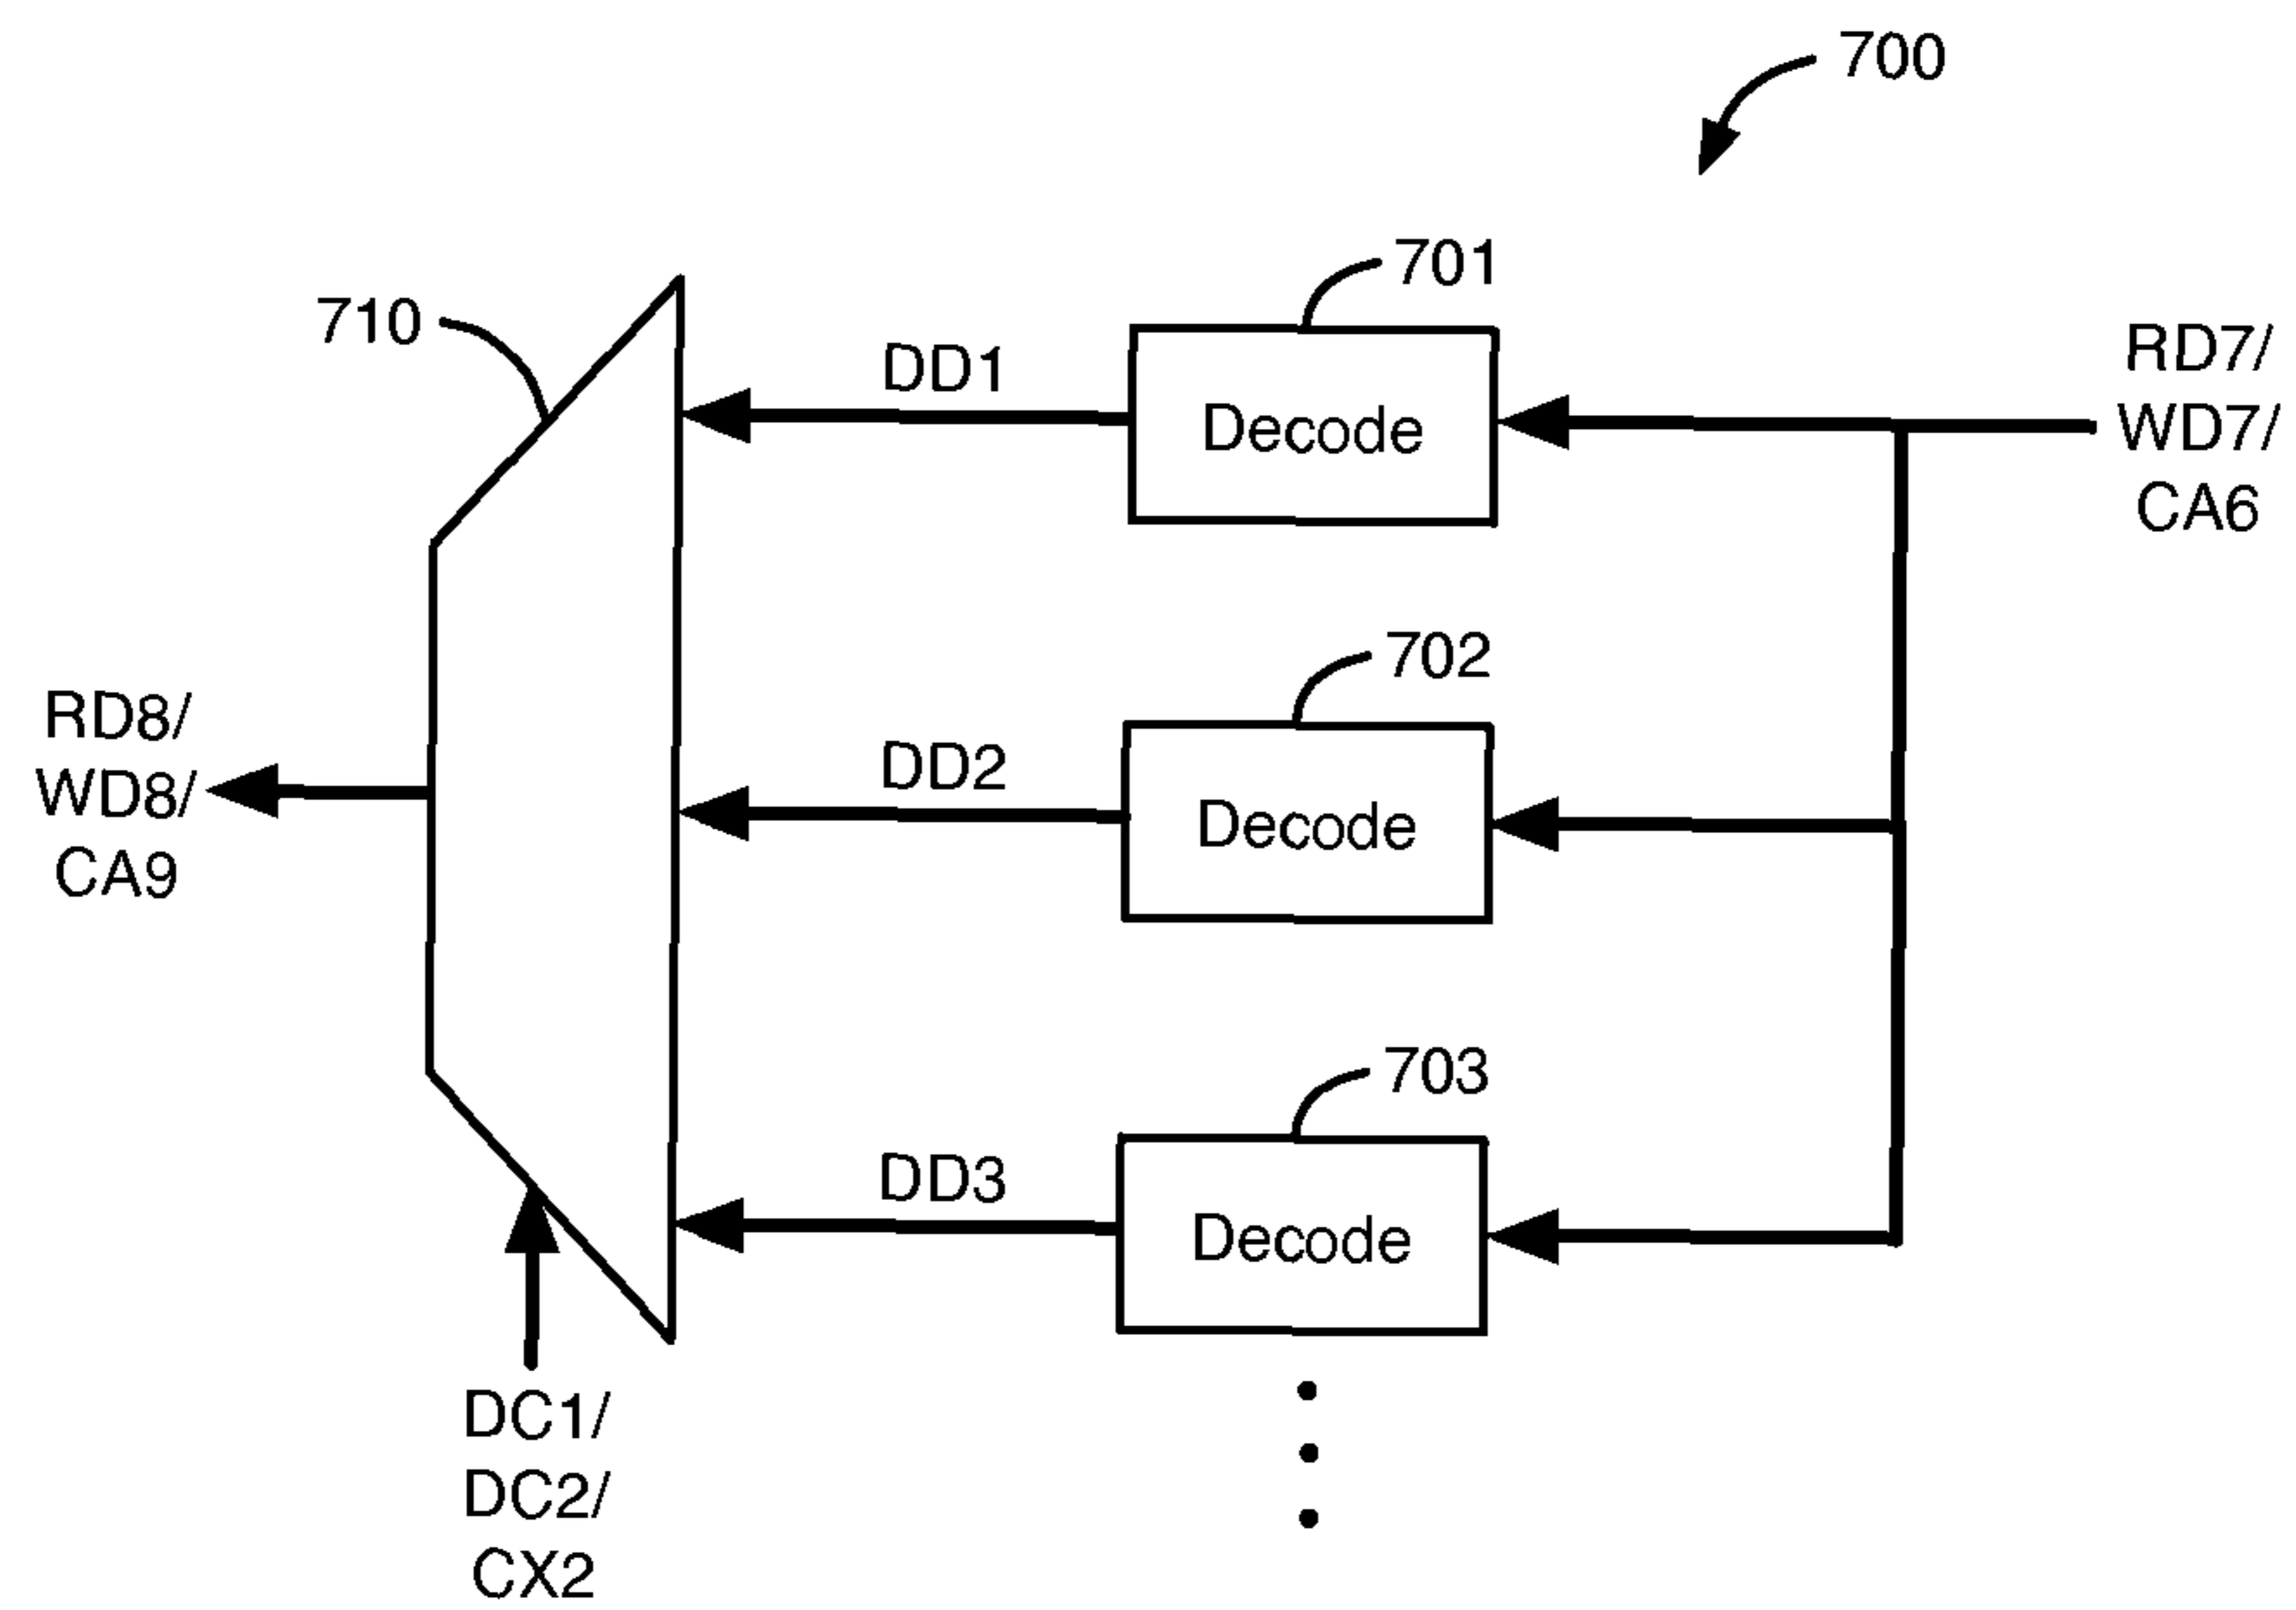 700
701
710
DD1
Decode
RD7/
WD7/
CA6
702
RD8/
WD8/
CA9
DD2
Decode
703
DD3
Decode
DC1/
DC2/
CX2